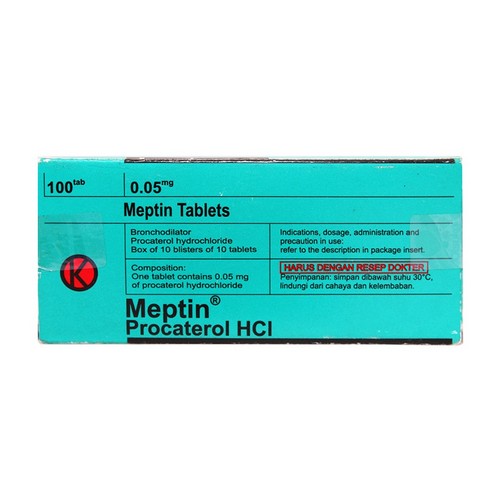 100tab
0.05mg
Meptin Tablets
Bronchodilator
Procaterol hydrochloride
Box of 10 blisters of 10 tablets
Indications, dosage, administration and
precaution in use:
refer to the description in package insert.
K
Composition:
One tablet contains 0.05 mg
of procaterol hydrochloride
HARUS DENGAN RESEP DOKTER
Penyimpanan: simpan dibawah suhu 30°C,
lindungi dari cahaya dan kelembaban.
Meptin®
Procaterol HCl